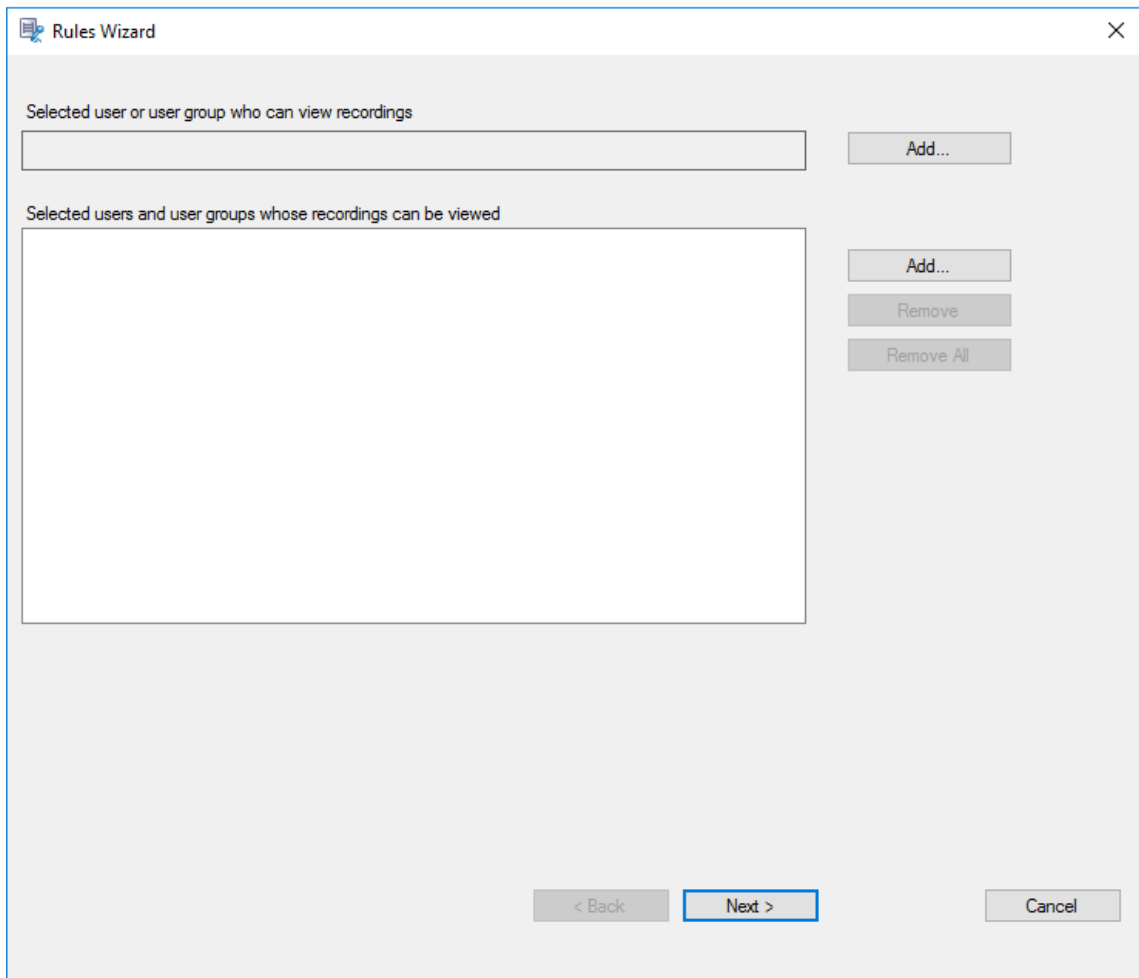 Rules Wizard
Selected user or user group who can view recordings
Add...
Selected users and user groups whose recordings can be viewed
Add...
Remove
Remove All
< Back
Next >
Cancel